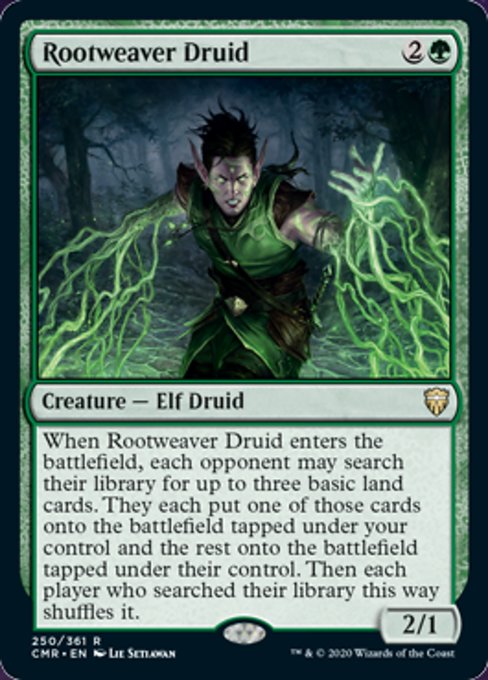 Rootweaver Druid 2
Creature — Elf Druid
When Rootweaver Druid enters the
battlefield, each opponent may search
their library for up to three basic land
cards. They each put one of those cards
onto the battlefield tapped under your
control and the rest onto the battlefield
tapped under their control. Then each
player who searched their library this way
shuffles it.
2/1
250/361 R
CMR • EN Lie Setiawan
™ & © 2020 Wizards of the Coast